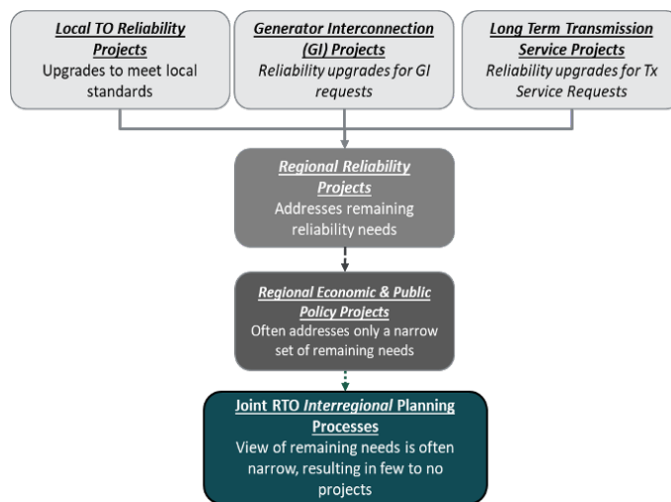 Local TO Reliability
Projects
Upgrades to meet local
standards
Generator Interconnection
(GI) Projects
Reliability upgrades for GI
requests
Long Term Transmission
Service Projects
Reliability upgrades for Tx
Service Requests
Regional Reliability
Projects
Addresses remaining
reliability needs
Regional Economic & Public
Policy Projects
Often addresses only a narrow
set of remaining needs
Joint RTO Interregional Planning
Processes
View of remaining needs is often
narrow, resulting in few to no
projects